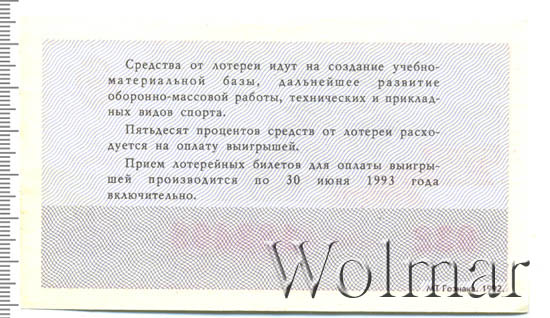 Средства от лотереи идут на создание учебно-
материальной базы, дальнейшее развитие
оборонно-массовой работы, технических и приклад-
ных видов спорта.
Пятьдесят процентов средств от лотереи расхо-
дуется на оплату выигрышей.
Прием лотерейных билетов для оплаты выигры-
шей производится по 30 июня 1993 года
включительно.
Wolmar
МТ Гознака. 1992.